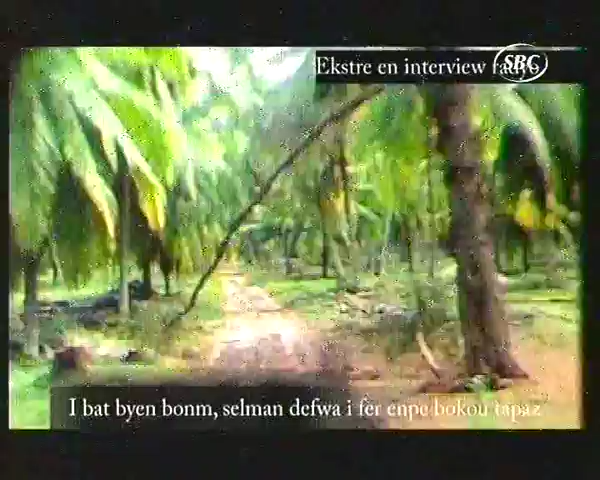 Ekstre en interview
SBC
I bat byen bonm, selman defwa i fer enpe bokou tapaz